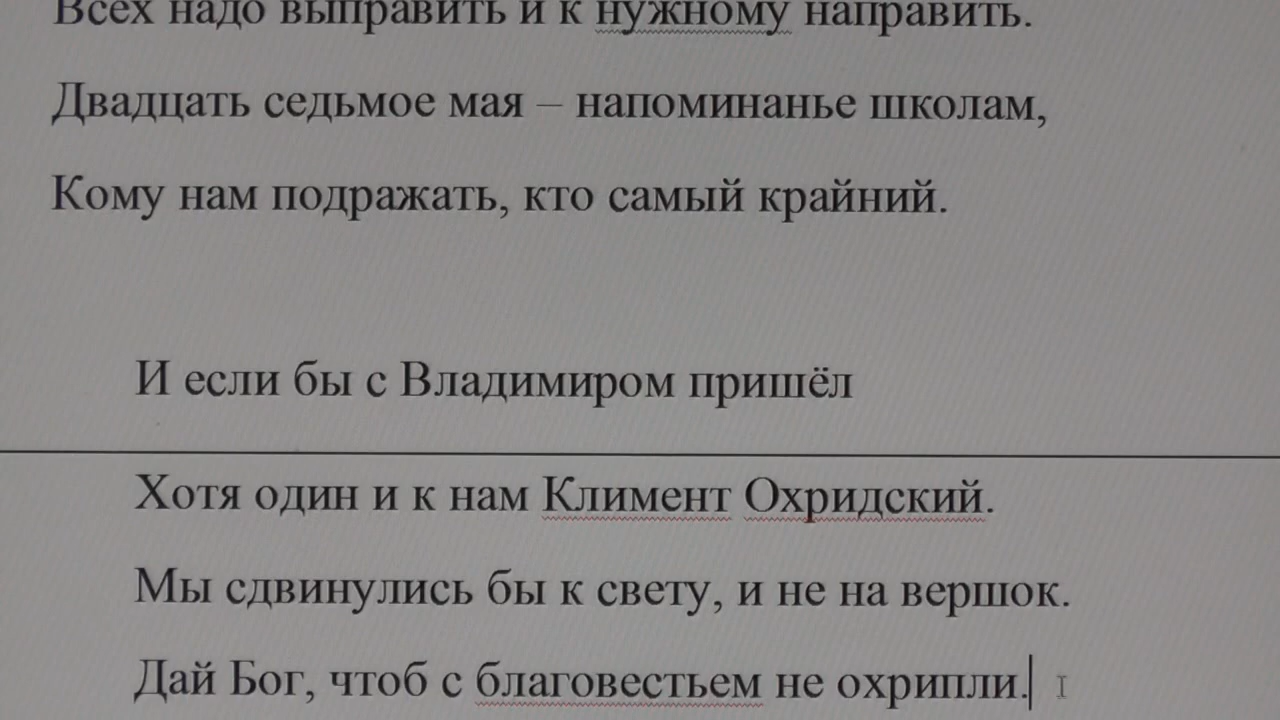 Всех надо выправить и к нужному направить.
Двадцать седьмое мая – напоминанье школам,
Кому нам подражать, кто самый крайний.
И если бы с Владимиром пришёл
Хотя один и к нам Климент Охридский.
Мы сдвинулись бы к свету, и не на вершок.
Дай Бог, чтоб с благовестьем не охрипли.